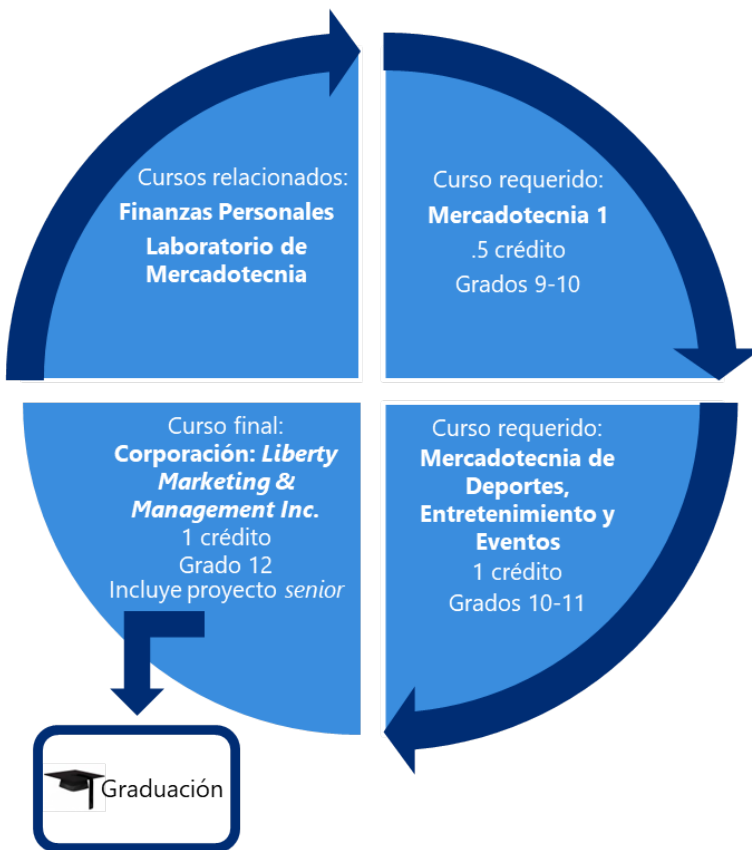 Cursos relacionados:
Finanzas Personales
Laboratorio de
Mercadotecnia
Curso requerido:
Mercadotecnia 1
.5 crédito
Grados 9-10
Curso requerido:
Mercadotecnia de
Deportes,
Entretenimiento y
Eventos
1 crédito
Grados 10-11
Curso final:
Corporación: Liberty
Marketing &
Management Inc.
1 crédito
Grado 12
Incluye proyecto senior
Graduación